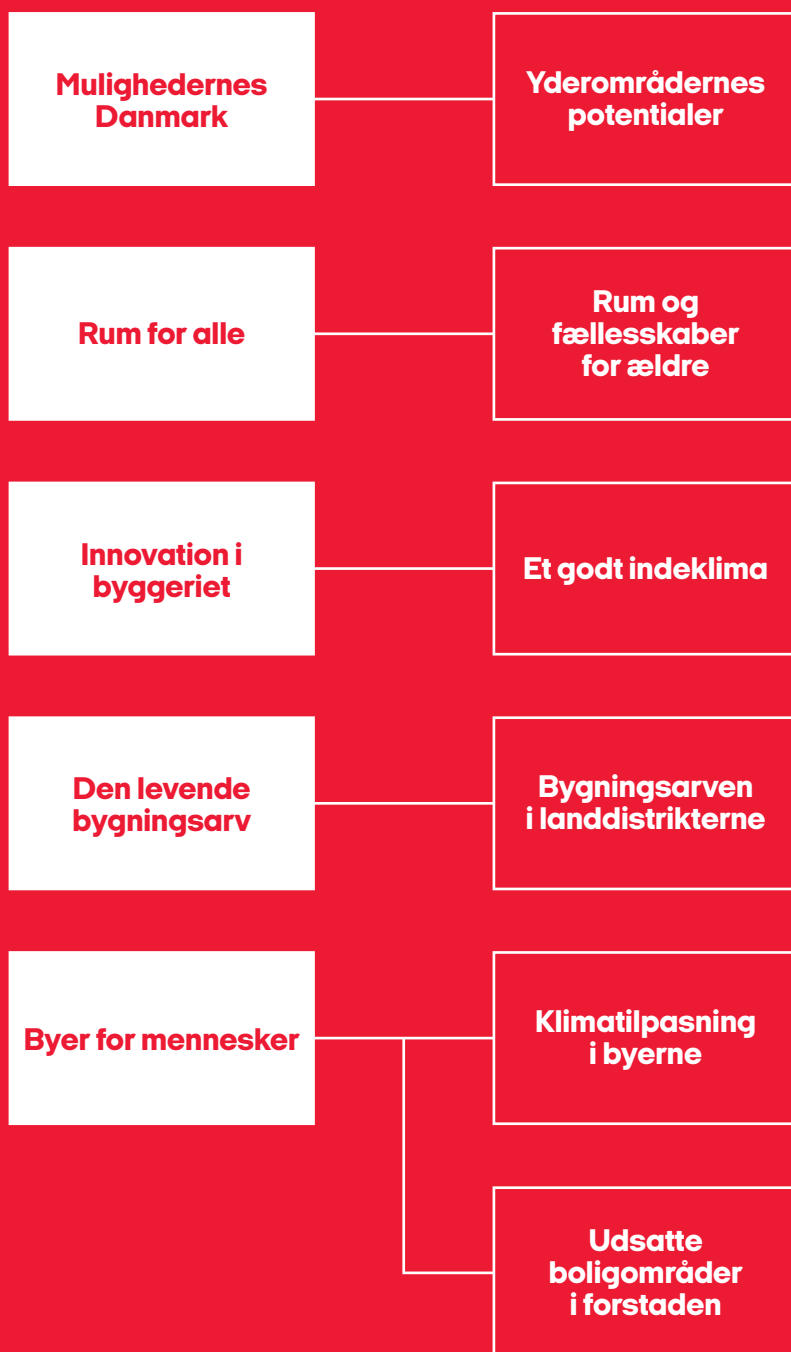 Mulighedernes
Danmark
Yderområdernes
potentialer
Rum for alle
Rum og
fællesskaber
for ældre
Innovation i
byggeriet
Et godt indeklima
Den levende
bygningsarv
Bygningsarven
i landdistrikterne
Byer for mennesker
Klimatilpasning
i byerne
Udsatte
boligområder
i forstaden